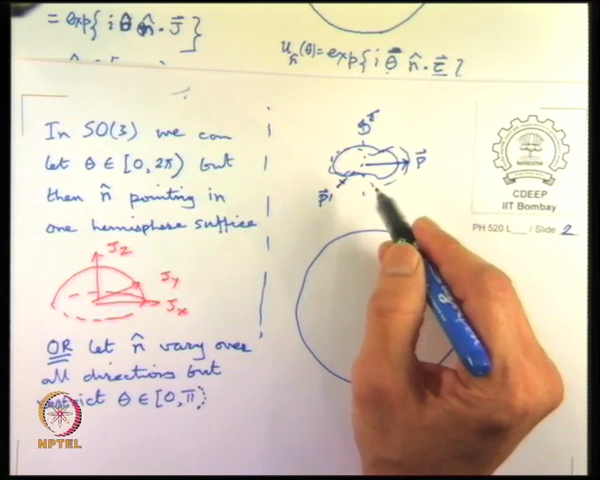 = exp{ i θ n̂ · J⃗ }
U_n̂(θ) = exp{ i θ n̂ · τ⃗ }
In SO(3) we can
let θ ∈ [0, 2π) but
then n̂ pointing in
one hemisphere suffice
J_Z
J_Y
J_X
OR let n̂ vary over
all directions but
restrict θ ∈ [0, π)
P⃗
P⃗'
CDEEP
IIT Bombay
PH 520 L___ / Slide 2
NPTEL